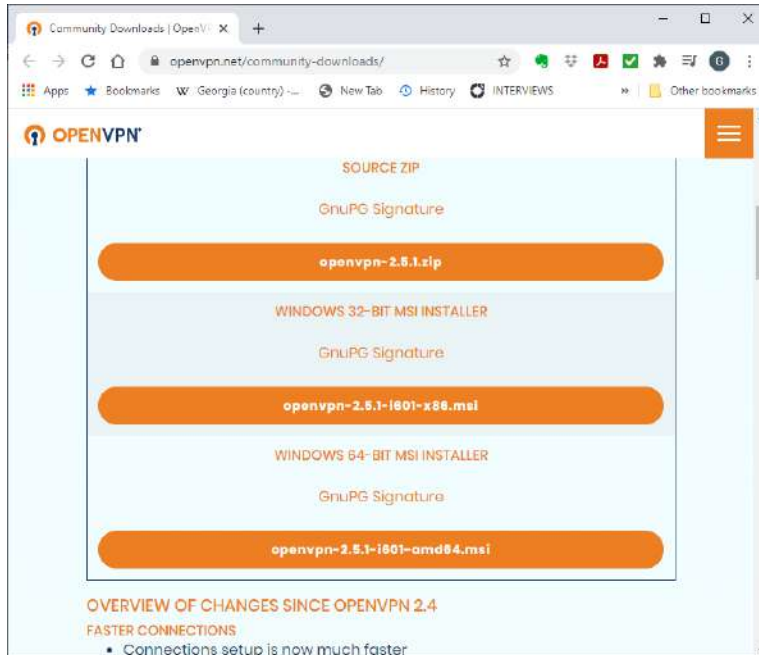 Community Downloads | OpenV
openvpn.net/community-downloads/
G
Apps Bookmarks W Georgia (country) -... New Tab History INTERVIEWS » Other bookmarks
OPENVPN
SOURCE ZIP
GnuPG Signature
openvpn-2.5.1.zip
WINDOWS 32-BIT MSI INSTALLER
GnuPG Signature
openvpn-2.5.1-I601-x86.msi
WINDOWS 64-BIT MSI INSTALLER
GnuPG Signature
openvpn-2.5.1-I601-amd64.msi
OVERVIEW OF CHANGES SINCE OPENVPN 2.4
FASTER CONNECTIONS
• Connections setup is now much faster